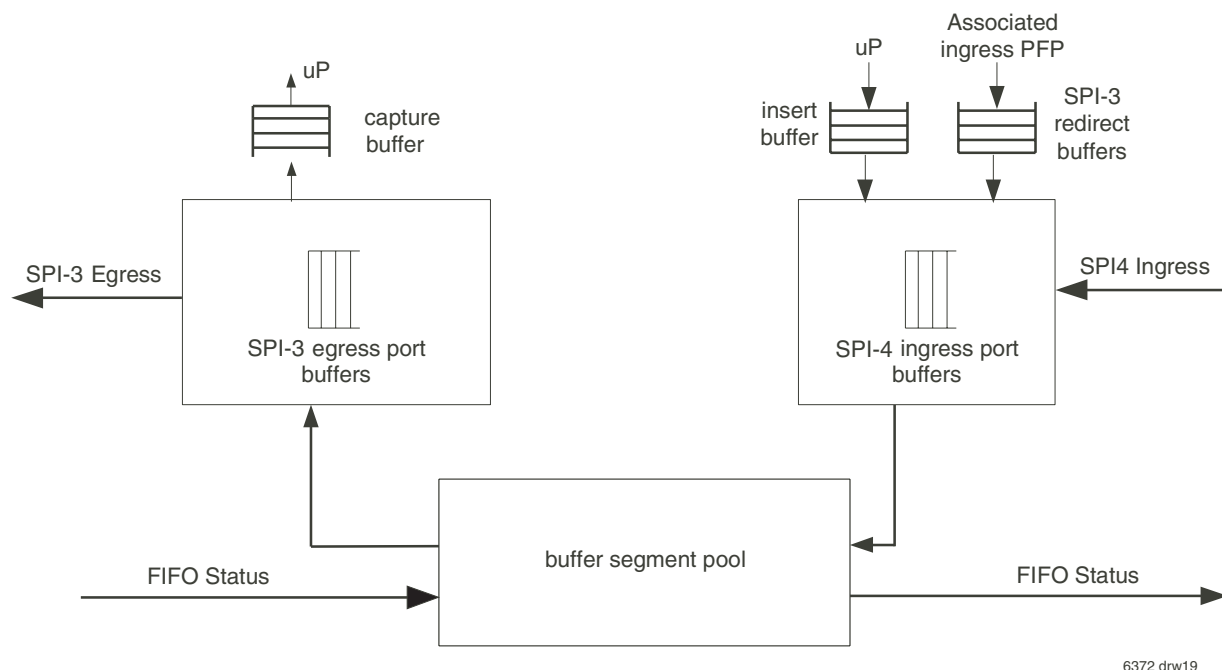 uP
capture
buffer
uP
Associated
ingress PFP
insert
buffer
SPI-3
redirect
buffers
SPI-3 Egress
SPI-3 egress port
buffers
SPI4 Ingress
SPI-4 ingress port
buffers
buffer segment pool
FIFO Status
FIFO Status
6372 drw19